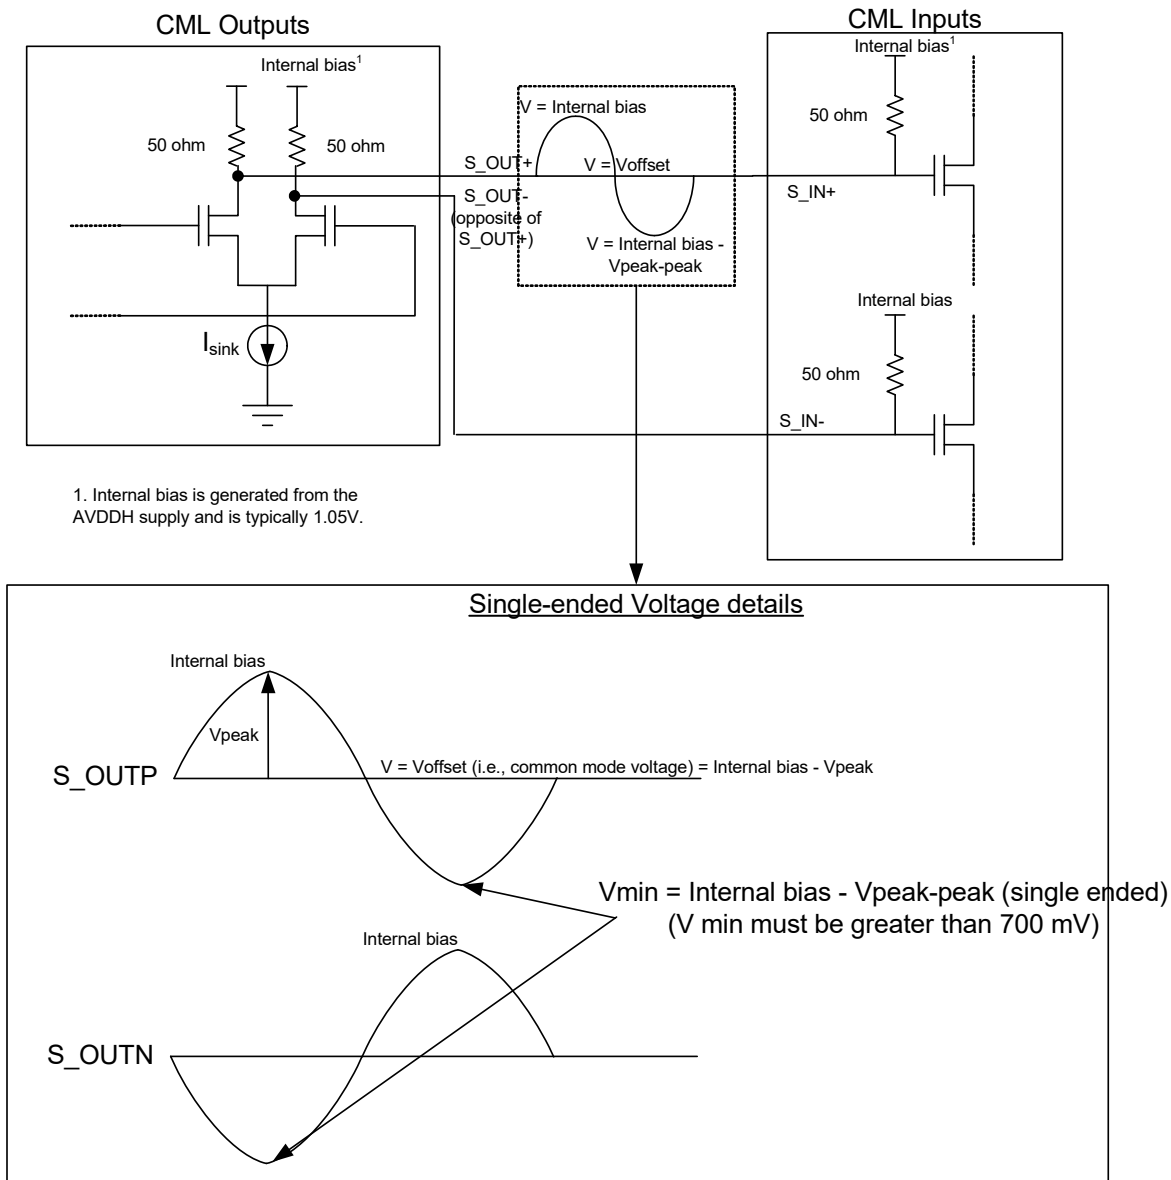 CML Outputs
CML Inputs
Internal bias1
50 ohm
50 ohm
Isink
S_OUT+
S_OUT-
(opposite of
S_OUT+)
V = Internal bias
V = Voffset
V = Internal bias -
Vpeak-peak
Internal bias1
50 ohm
S_IN+
Internal bias
50 ohm
S_IN-
1. Internal bias is generated from the
AVDDH supply and is typically 1.05V.
Single-ended Voltage details
Internal bias
Vpeak
S_OUTP
V = Voffset (i.e., common mode voltage) = Internal bias - Vpeak
Vmin = Internal bias - Vpeak-peak (single ended)
(V min must be greater than 700 mV)
Internal bias
S_OUTN